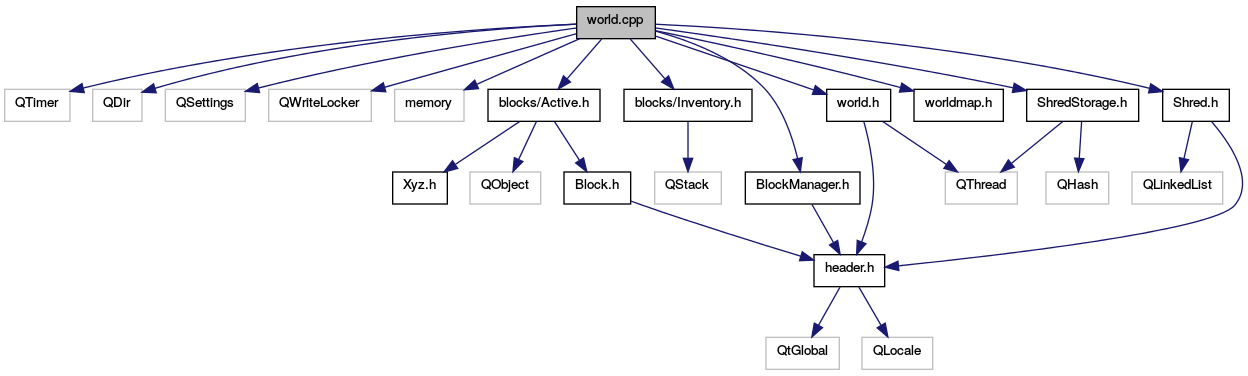 world.cpp
QTimer
QDir
QSettings
QWriteLocker
memory
blocks/Active.h
blocks/Inventory.h
world.h
worldmap.h
ShredStorage.h
Shred.h
Xyz.h
QObject
Block.h
QStack
BlockManager.h
QThread
QHash
QLinkedList
header.h
QtGlobal
QLocale